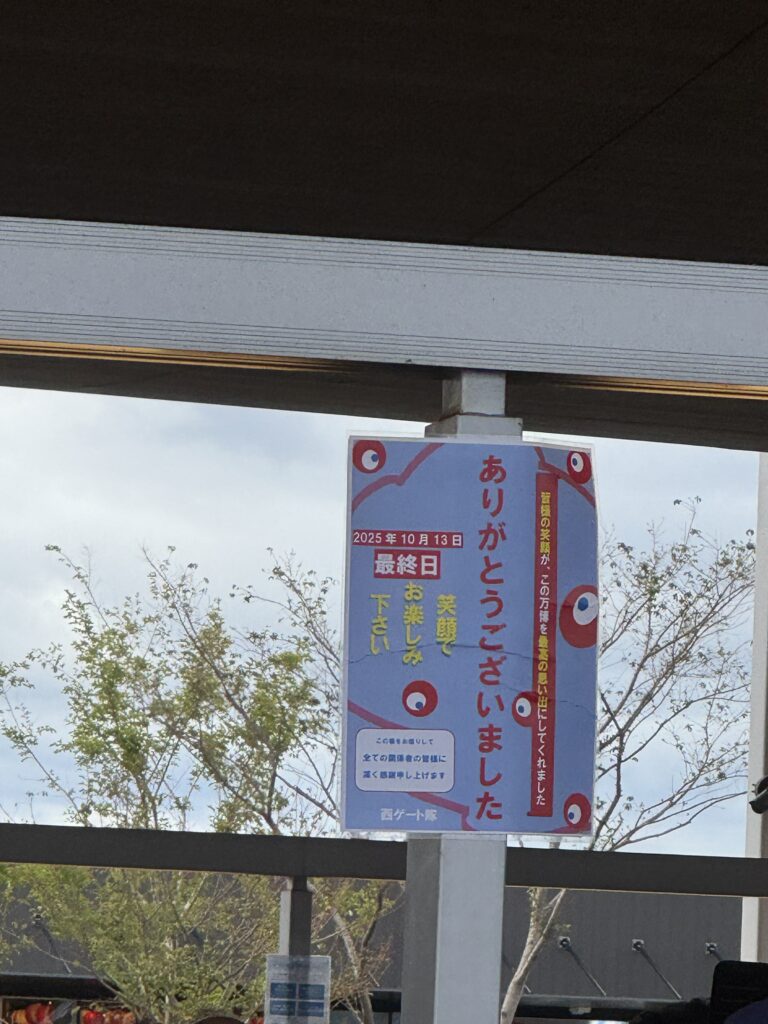 皆様の笑顔が、この万博を最高の思い出にしてくれました
ありがとうございました
2025年10月13日
最終日
笑顔で
お楽しみ
下さい
この場をお借りして
全ての関係者の皆様に
深く感謝申し上げます
西ゲート隊